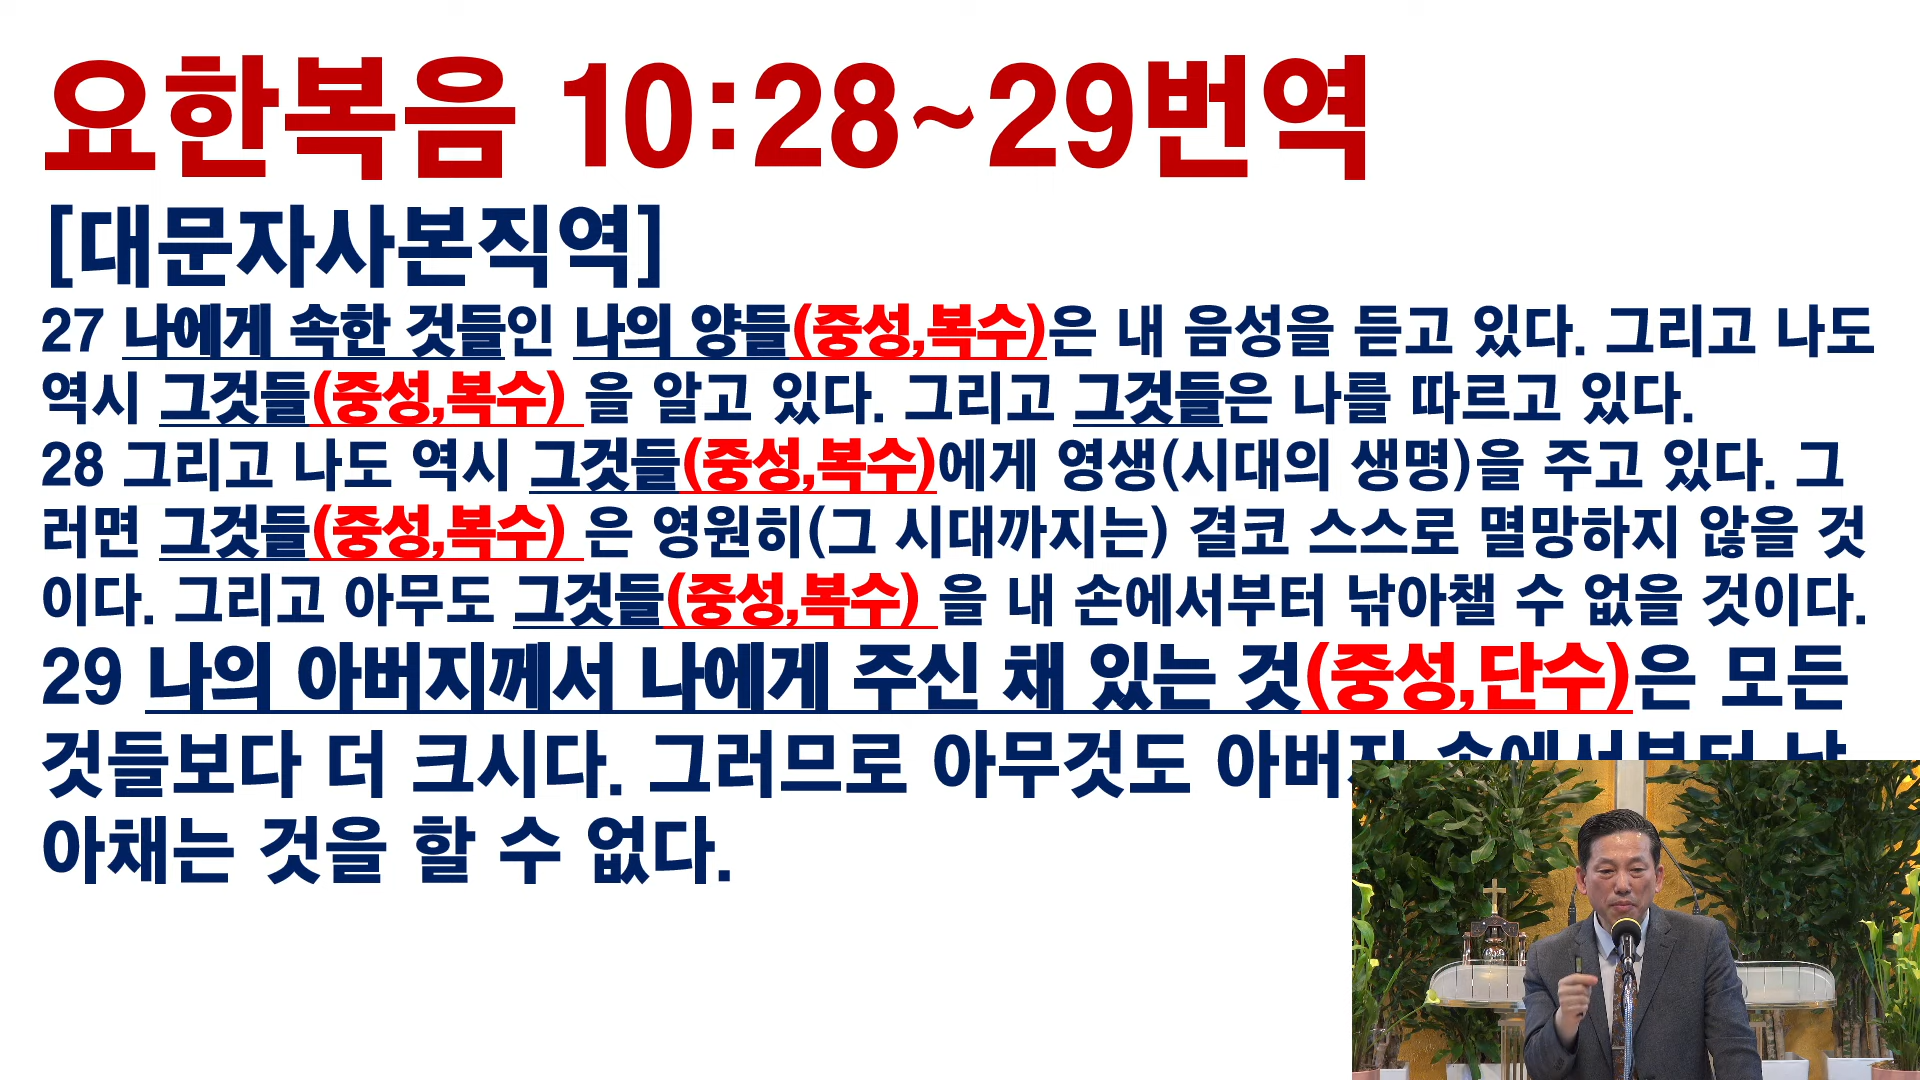 요한복음 10:28~29번역
[대문자사본직역]
27 나에게 속한 것들인 나의 양들(중성,복수)은 내 음성을 듣고 있다. 그리고 나도
역시 그것들(중성,복수) 을 알고 있다. 그리고 그것들은 나를 따르고 있다.
28 그리고 나도 역시 그것들(중성,복수)에게 영생(시대의 생명)을 주고 있다. 그
러면 그것들(중성,복수) 은 영원히(그 시대까지는) 결코 스스로 멸망하지 않을 것
이다. 그리고 아무도 그것들(중성,복수) 을 내 손에서부터 낚아챌 수 없을 것이다.
29 나의 아버지께서 나에게 주신 채 있는 것(중성,단수)은 모든
것들보다 더 크시다. 그러므로 아무것도 아버지 손에서부터
아채는 것을 할 수 없다.